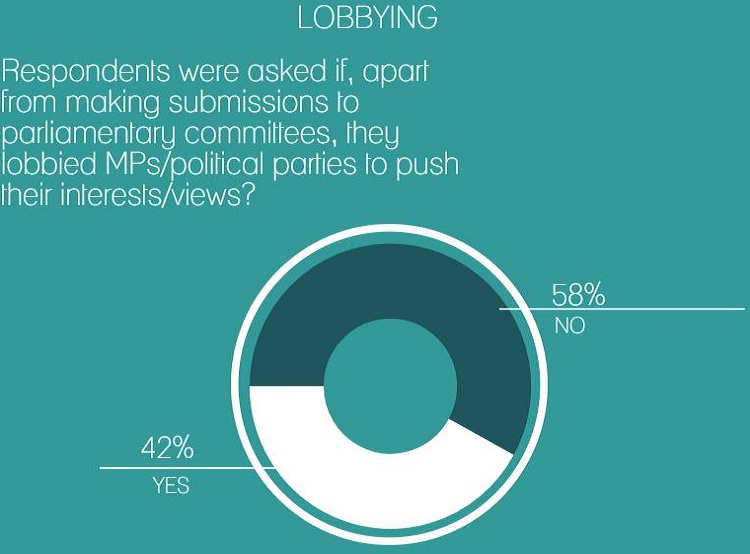 LOBBYING
Respondents were asked if, apart
from making submissions to
parliamentary committees, they
lobbied MPs/political parties to push
their interests/views?
58%
NO
42%
YES